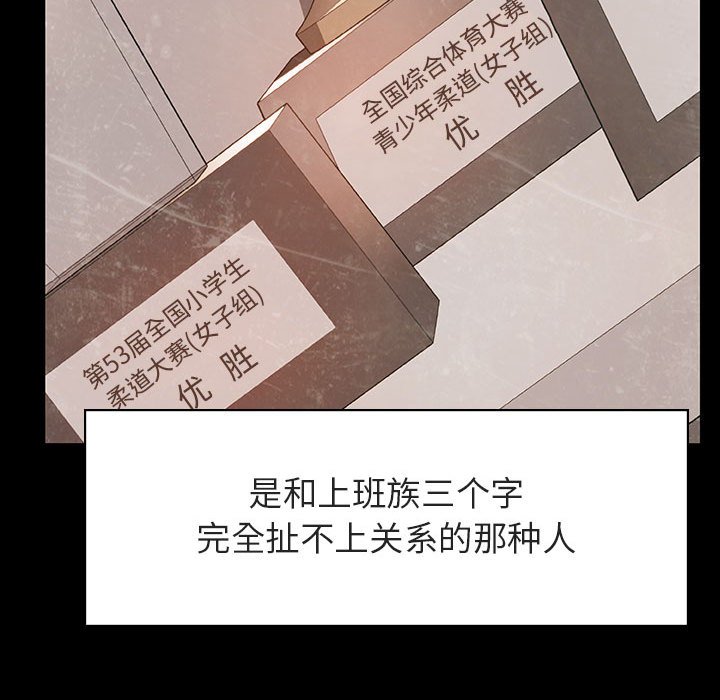 全国综合体育大赛
青少年柔道(女子组)
优 胜
第53届全国小学生
柔道大赛(女子组)
优 胜
是和上班族三个字
完全扯不上关系的那种人